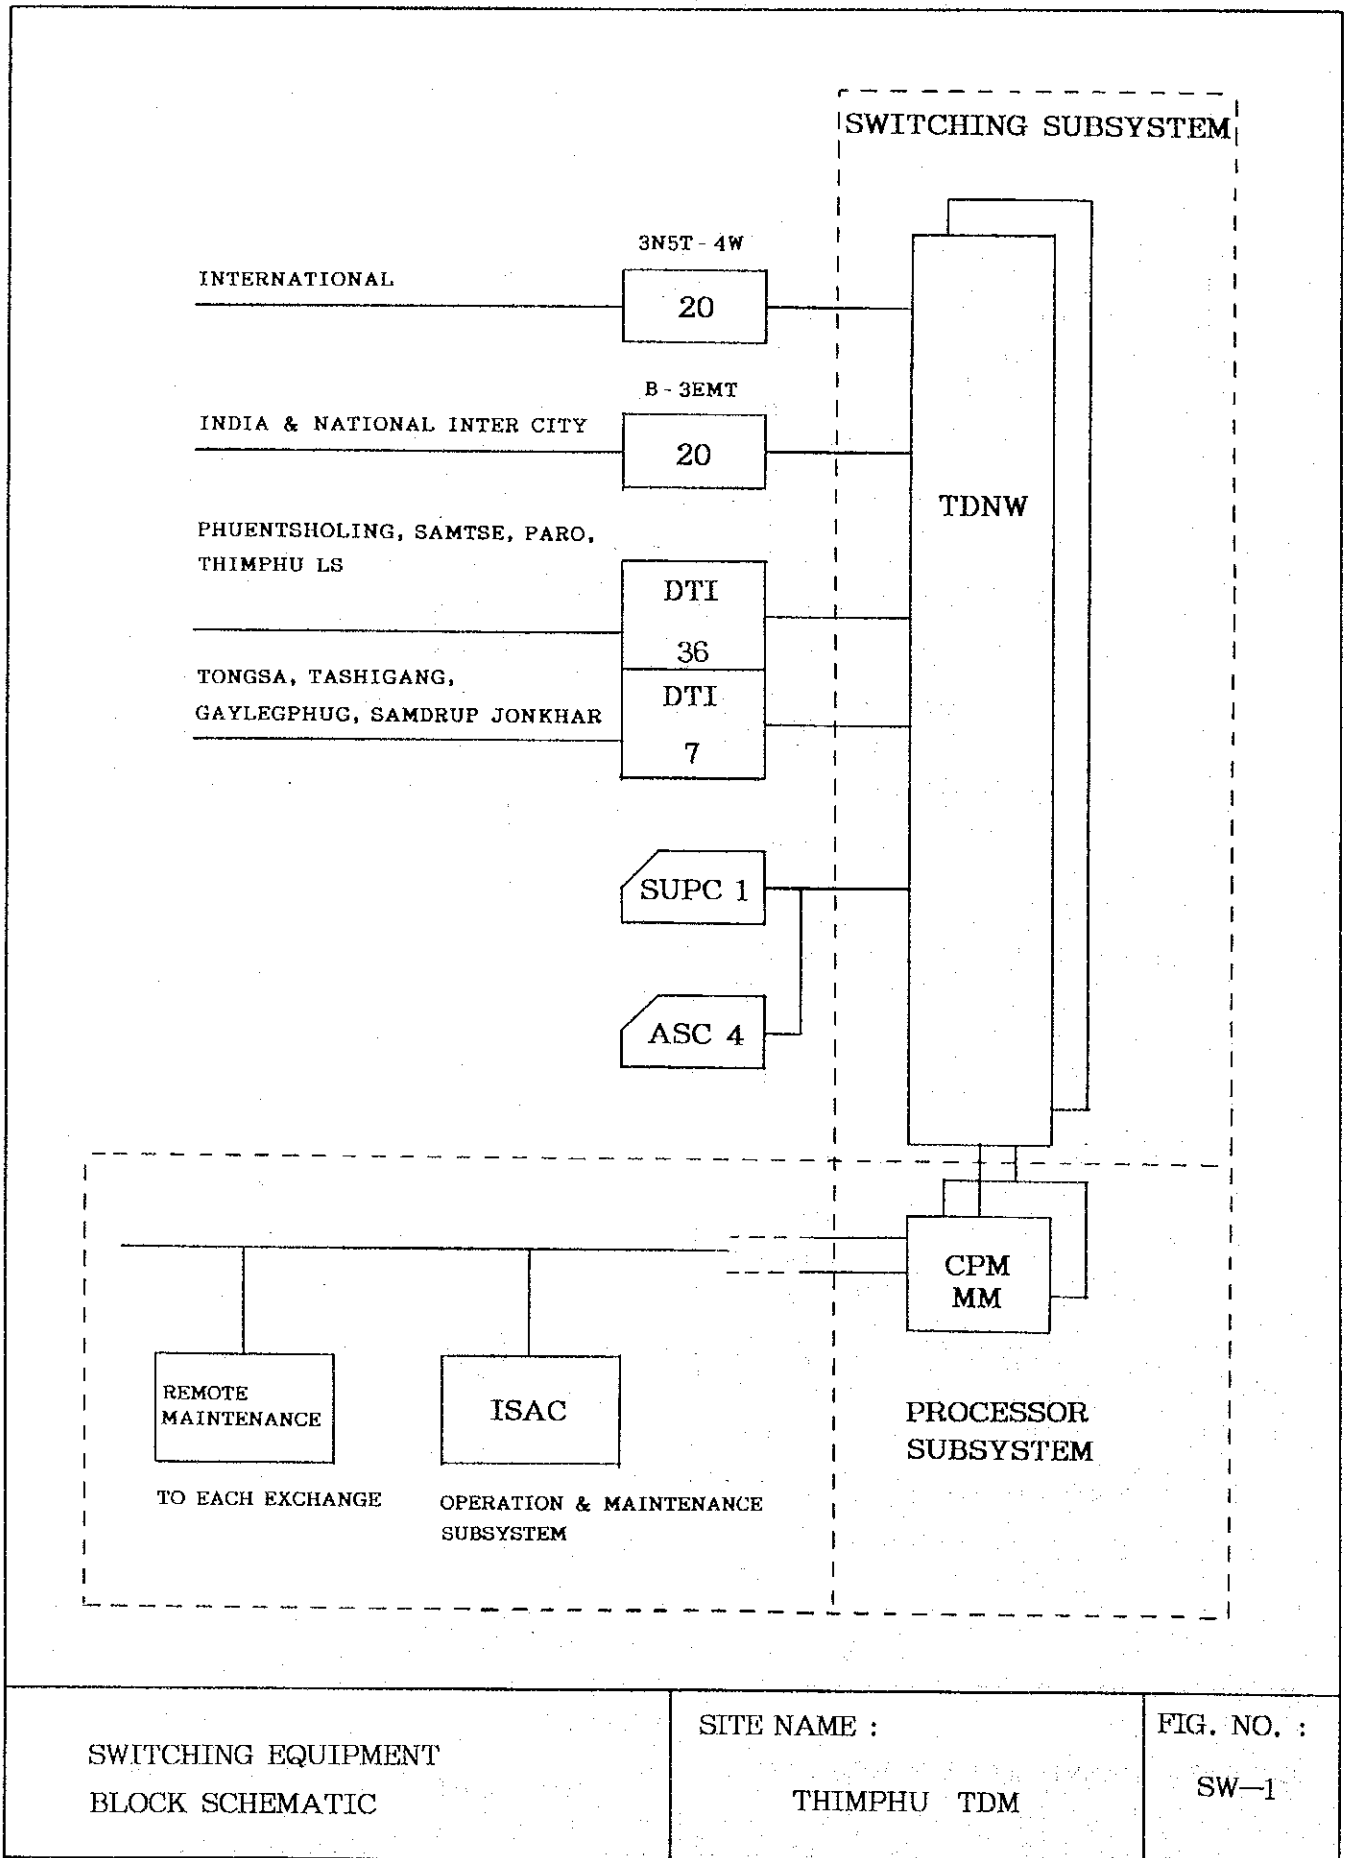 SWITCHING SUBSYSTEM
3N5T-4W
INTERNATIONAL
20
B-3EMT
INDIA & NATIONAL INTER CITY
20
TDNW
PHUENTSHOLING, SAMTSE, PARO,
THIMPHU LS
DTI
36
TONGSA, TASHIGANG,
GAYLEGPHUG, SAMDRUP JONKHAR
DTI
7
SUPC 1
ASC 4
CPM
MM
REMOTE
MAINTENANCE
ISAC
PROCESSOR
SUBSYSTEM
TO EACH EXCHANGE
OPERATION & MAINTENANCE
SUBSYSTEM
SWITCHING EQUIPMENT
BLOCK SCHEMATIC
SITE NAME :
THIMPHU TDM
FIG. NO. :
SW—1